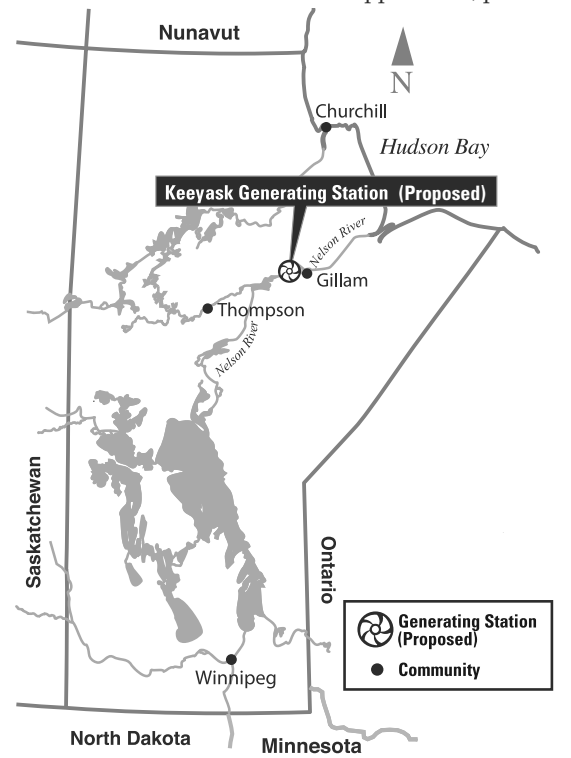 Nunavut
N
Churchill
Hudson Bay
Keeyask Generating Station (Proposed)
Nelson River
Gillam
Thompson
Nelson River
Saskatchewan
Ontario
Generating Station
(Proposed)
Community
Winnipeg
North Dakota
Minnesota